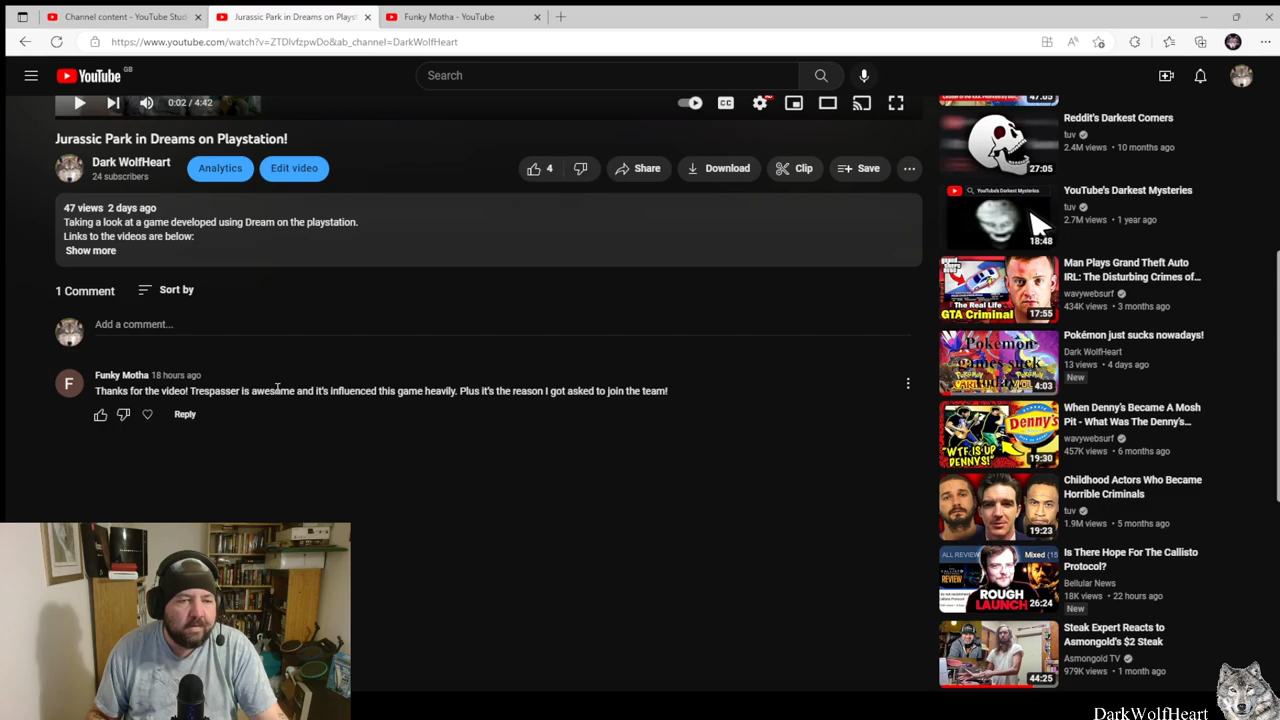 Channel content - YouTube Stud
Jurassic Park in Dreams on Playst
Funky Motha - YouTube
https://www.youtube.com/watch?v=ZTDlvfzpwDo&ab_channel=DarkWolfHeart
YouTube GB
Search
0:02 / 4:42
Jurassic Park in Dreams on Playstation!
Dark WolfHeart
24 subscribers
Analytics
Edit video
4
Share
Download
Clip
Save
47 views 2 days ago
Taking a look at a game developed using Dream on the playstation.
Links to the videos are below:
Show more
1 Comment
Sort by
Add a comment...
F
Funky Motha 18 hours ago
Thanks for the video! Trespasser is awesome and it's influenced this game heavily. Plus it's the reason I got asked to join the team!
Reply
47:05
Reddit's Darkest Corners
tuv
2.4M views • 10 months ago
27:05
YouTube's Darkest Mysteries
YouTube's Darkest Mysteries
tuv
2.7M views • 1 year ago
18:48
The Real Life
GTA Criminal
17:55
Man Plays Grand Theft Auto
IRL: The Disturbing Crimes of...
wavywebsurf
434K views • 3 months ago
Pokemon
games suck
today
4:03
Pokémon just sucks nowadays!
Dark WolfHeart
13 views • 4 days ago
New
Denny's
"WTF IS UP
DENNYS!"
19:30
When Denny's Became A Mosh
Pit - What Was The Denny's...
wavywebsurf
457K views • 6 months ago
19:23
Childhood Actors Who Became
Horrible Criminals
tuv
1.9M views • 5 months ago
ALL REVIEW
Mixed
REVIEW
ROUGH
LAUNCH
26:24
Is There Hope For The Callisto
Protocol?
Bellular News
18K views • 22 hours ago
New
44:25
Steak Expert Reacts to
Asmongold's $2 Steak
Asmongold TV
979K views • 1 month ago
DarkWolfHeart